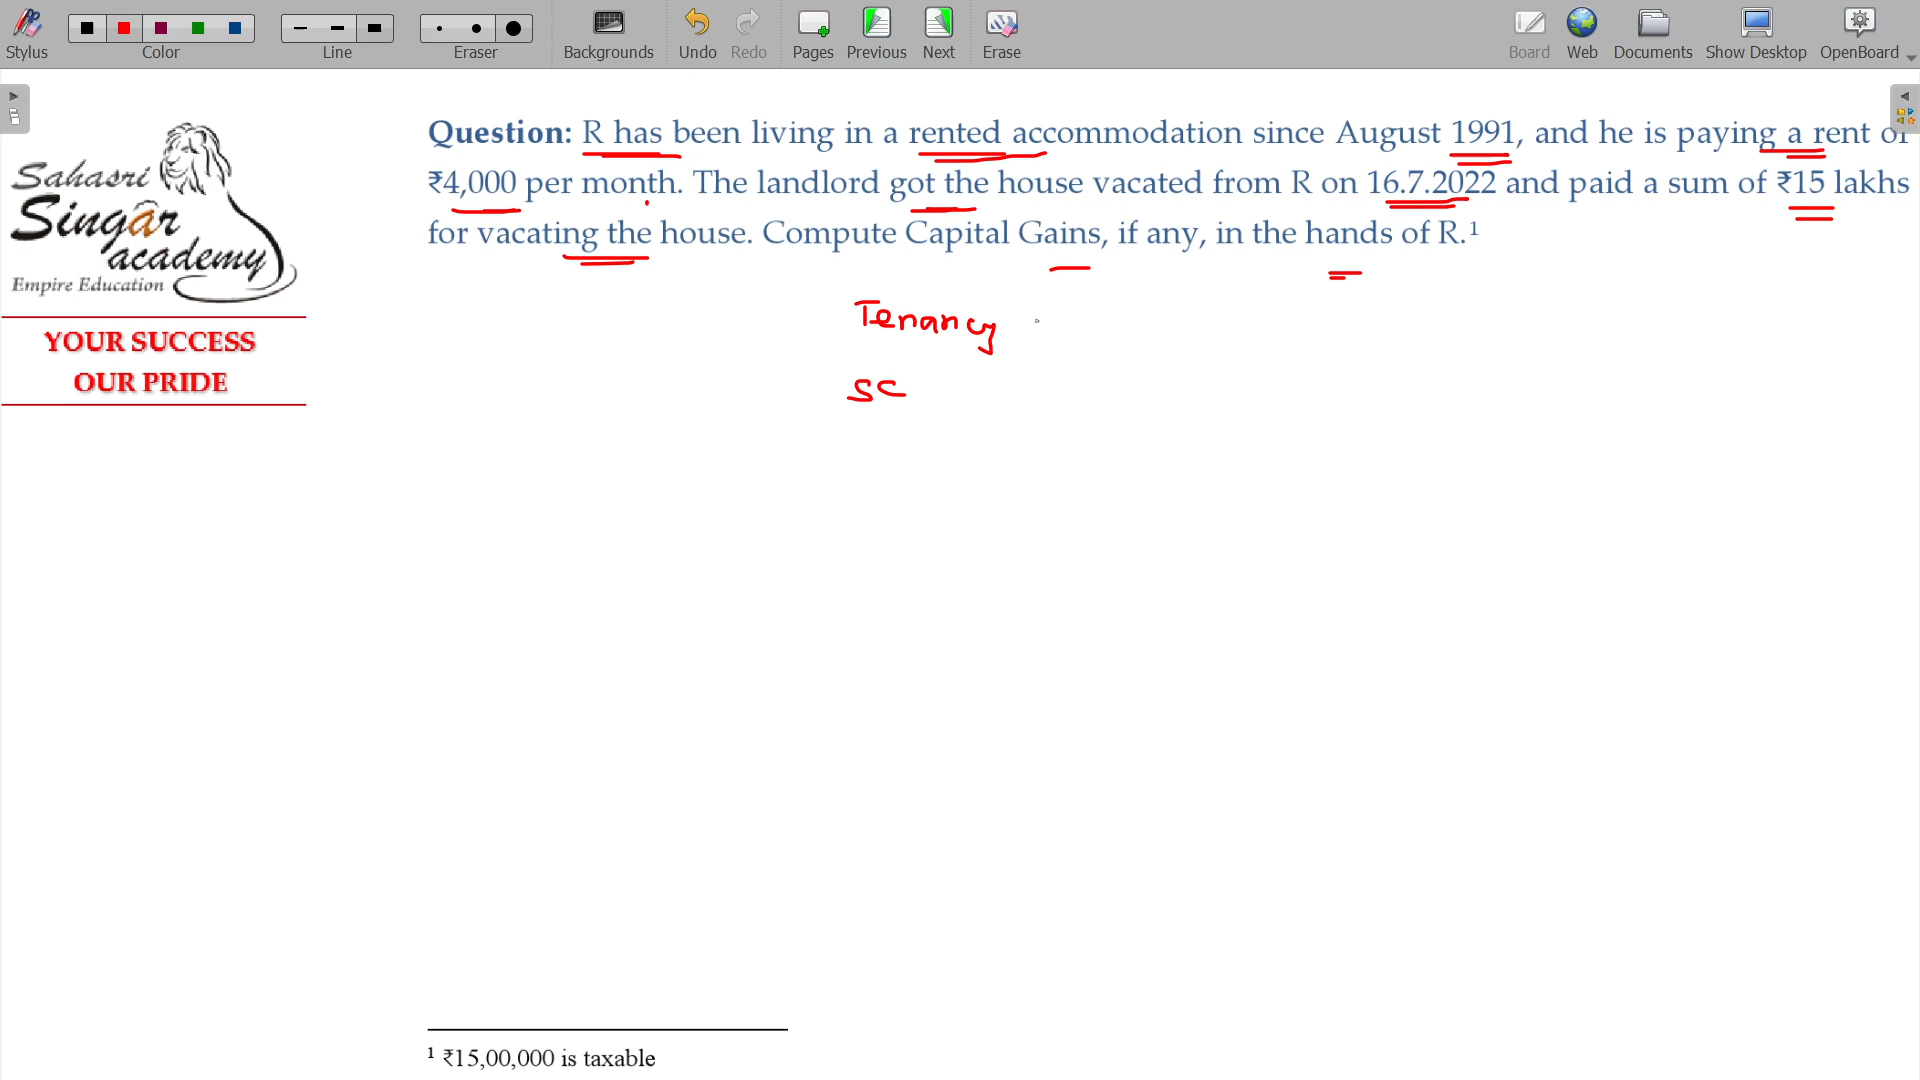 Stylus
Color
Line
Eraser
Backgrounds
Undo
Redo
Pages
Previous
Next
Erase
Board
Web
Documents
Show Desktop
OpenBoard
Sahasri
Singar
academy
Empire Education
YOUR SUCCESS
OUR PRIDE
Question: R has been living in a rented accommodation since August 1991, and he is paying a rent of
₹4,000 per month. The landlord got the house vacated from R on 16.7.2022 and paid a sum of ₹15 lakhs
for vacating the house. Compute Capital Gains, if any, in the hands of R.¹
Tenancy
SC
¹ ₹15,00,000 is taxable